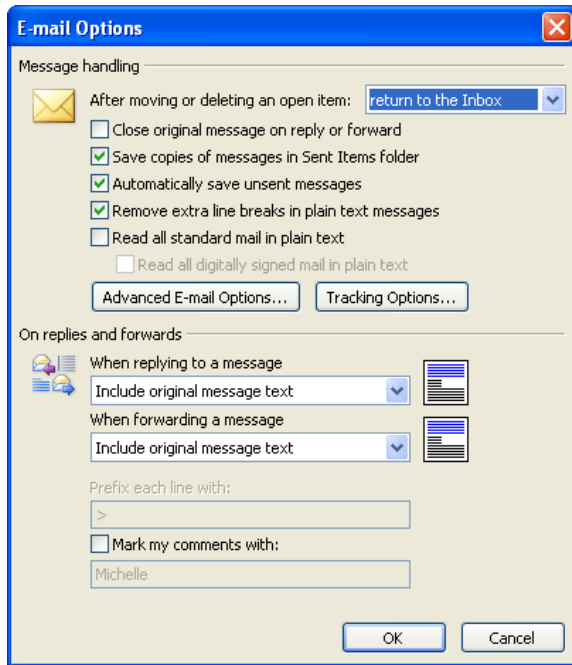 E-mail Options
Message handling
After moving or deleting an open item: return to the Inbox
Close original message on reply or forward
Save copies of messages in Sent Items folder
Automatically save unsent messages
Remove extra line breaks in plain text messages
Read all standard mail in plain text
Read all digitally signed mail in plain text
Advanced E-mail Options... Tracking Options...
On replies and forwards
When replying to a message
Include original message text
When forwarding a message
Include original message text
Prefix each line with:
>
Mark my comments with:
Michelle
OK Cancel